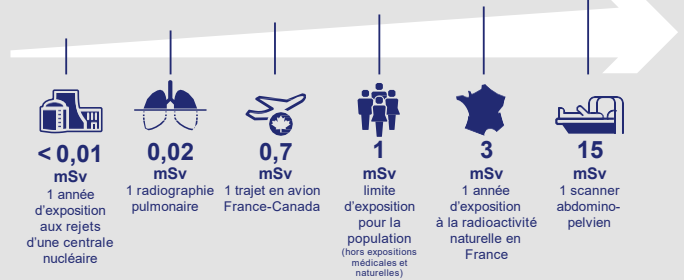 < 0,01
mSv
1 année
d'exposition
aux rejets
d'une centrale
nucléaire
0,02
mSv
1 radiographie
pulmonaire
0,7
mSv
1 trajet en avion
France-Canada
1
mSv
limite
d'exposition
pour la
population
(hors expositions
médicales et
naturelles)
3
mSv
1 année
d'exposition
à la radioactivité
naturelle en
France
15
mSv
1 scanner
abdomino-
pelvien